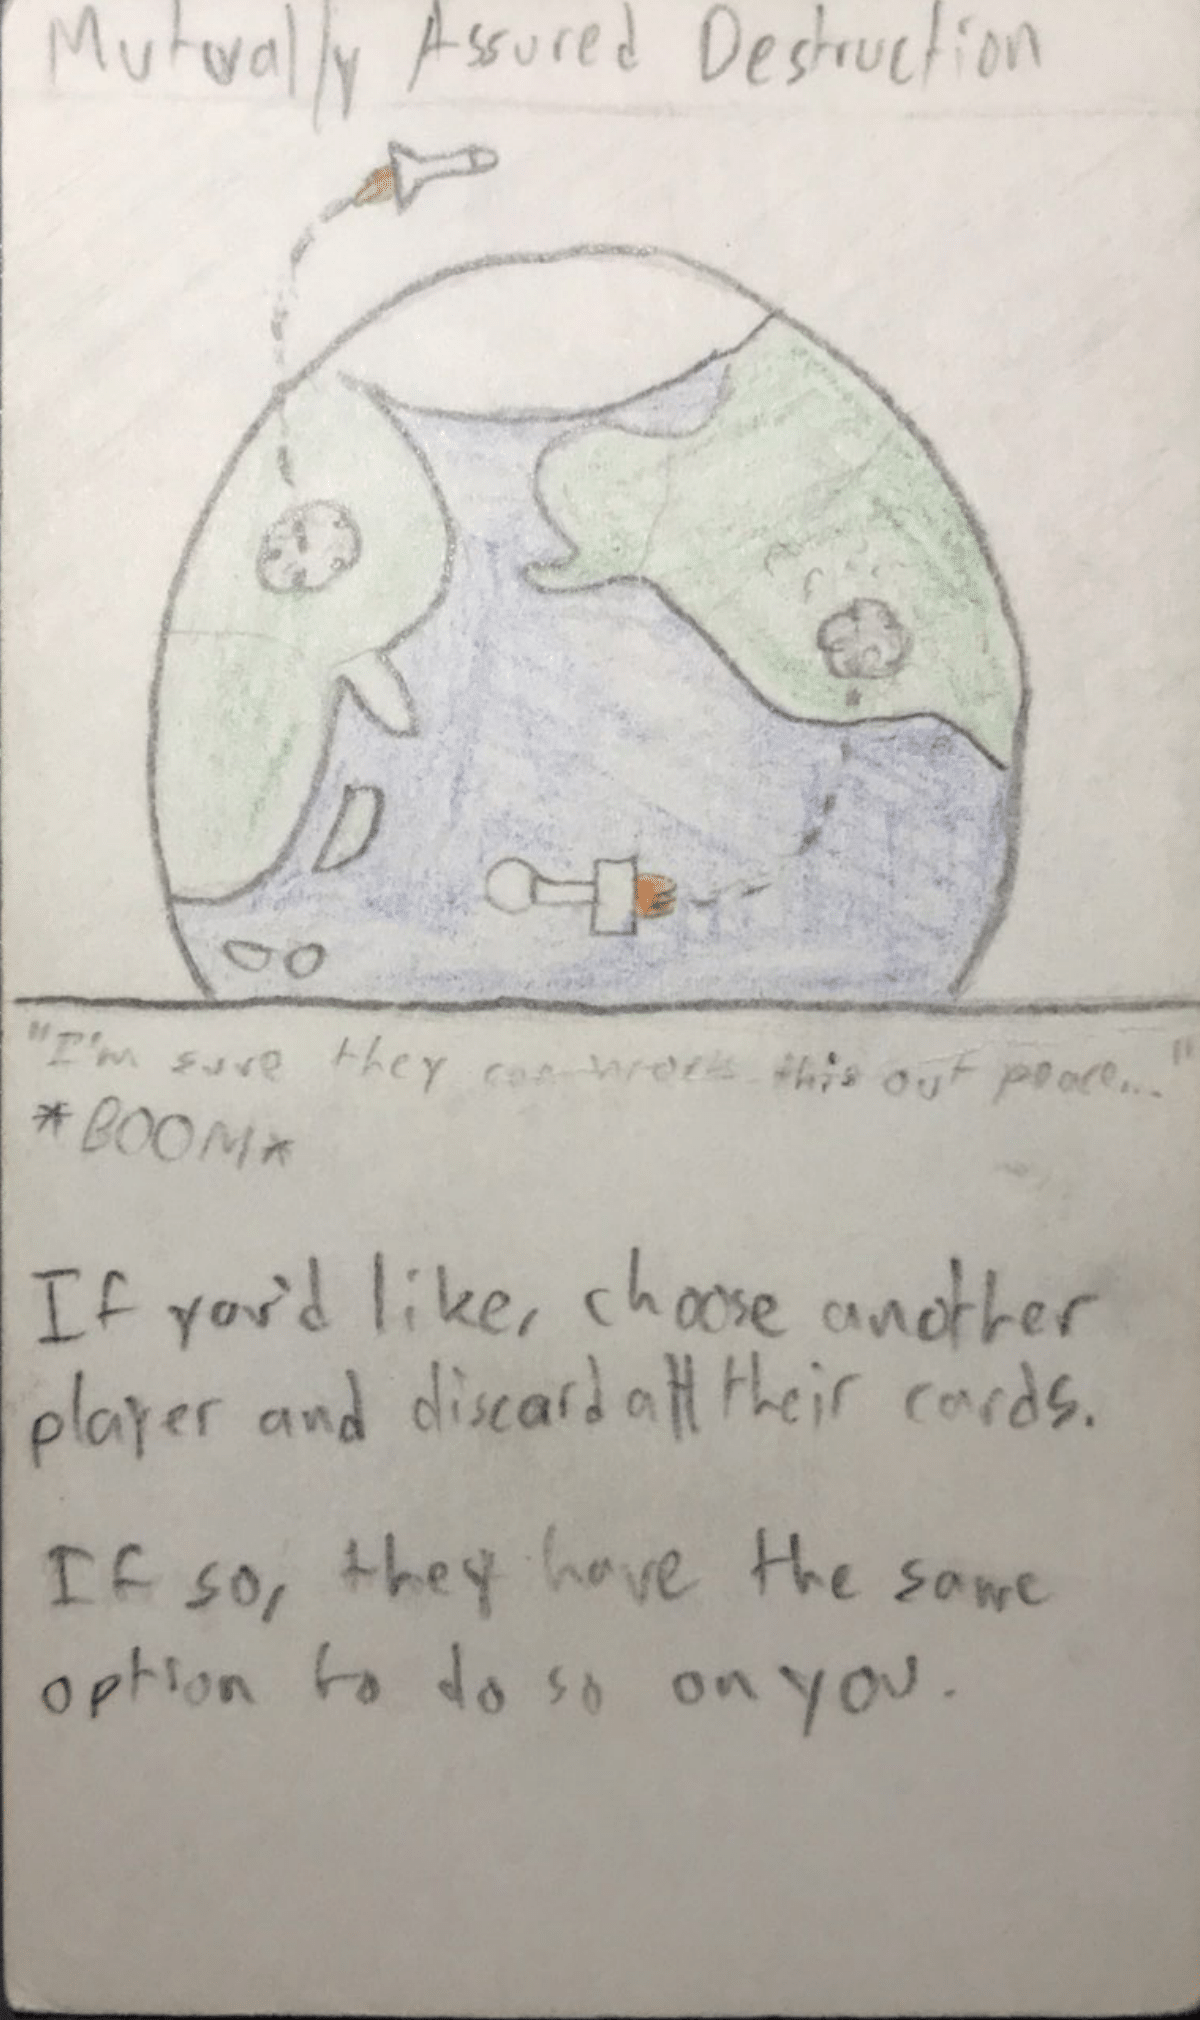 Mutually Assured Destruction
"I'm sure they can work this out peace..."
*BOOM*
If you'd like, choose another
player and discard all their cards.
If so, they have the same
option to do so on you.